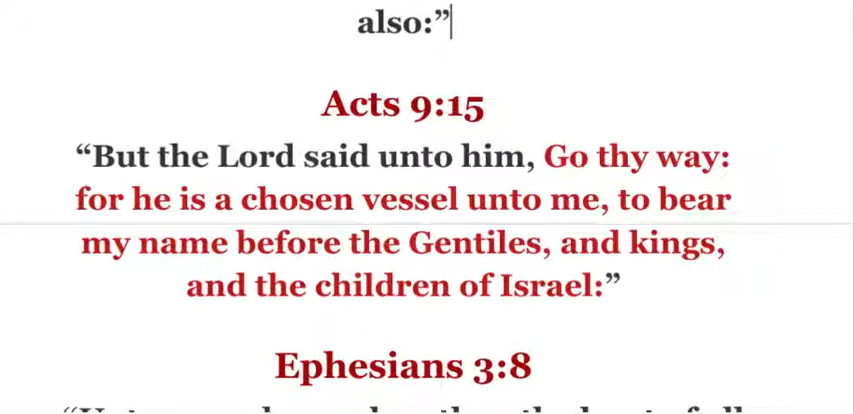 also:”
Acts 9:15
“But the Lord said unto him, Go thy way:
for he is a chosen vessel unto me, to bear
my name before the Gentiles, and kings,
and the children of Israel:”
Ephesians 3:8